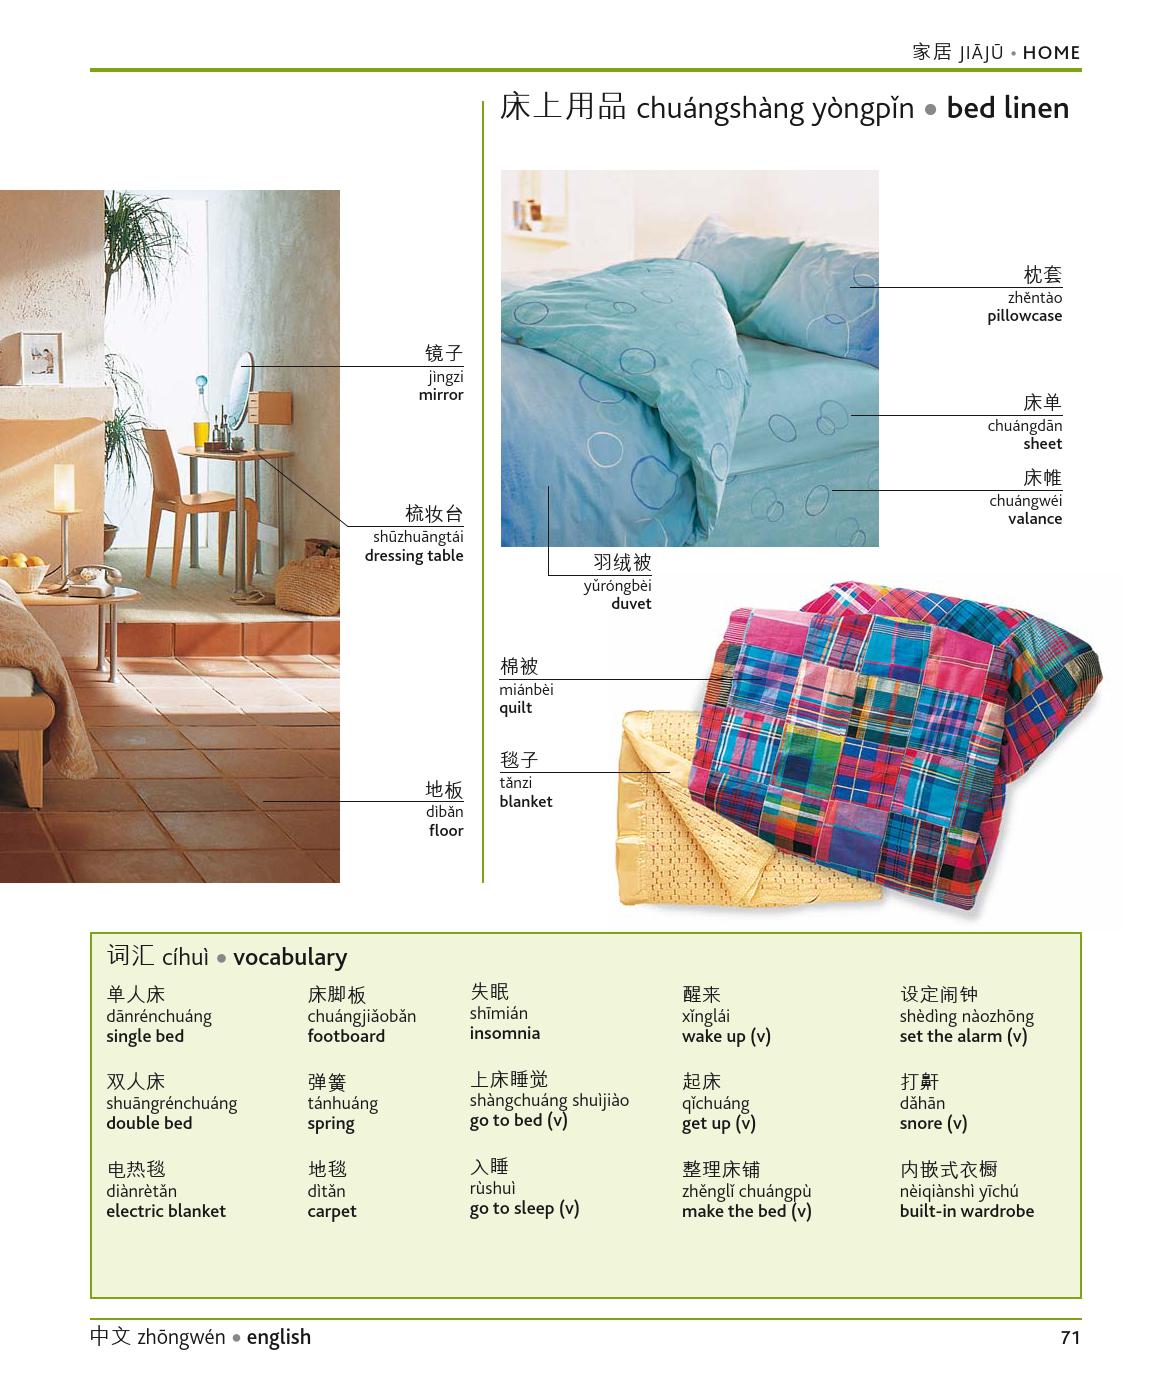 家居 JIĀJŪ • HOME
床上用品 chuángshàng yòngpǐn • bed linen
镜子
jìngzi
mirror
梳妆台
shūzhuāngtái
dressing table
地板
dìbǎn
floor
枕套
zhěntào
pillowcase
床单
chuángdān
sheet
床帷
chuángwéi
valance
羽绒被
yǔróngbèi
duvet
棉被
miánbèi
quilt
毯子
tǎnzi
blanket
词汇 cíhuì • vocabulary
单人床
dānrénchuáng
single bed
双人床
shuāngrénchuáng
double bed
电热毯
diànrètǎn
electric blanket
床脚板
chuángjiǎobǎn
footboard
弹簧
tánhuáng
spring
地毯
dìtǎn
carpet
失眠
shīmián
insomnia
上床睡觉
shàngchuáng shuìjiào
go to bed (v)
入睡
rùshuì
go to sleep (v)
醒来
xǐnglái
wake up (v)
起床
qǐchuáng
get up (v)
整理床铺
zhěnglǐ chuángpù
make the bed (v)
设定闹钟
shèdìng nàozhōng
set the alarm (v)
打鼾
dǎhān
snore (v)
内嵌式衣橱
nèiqiànshì yīchú
built-in wardrobe
中文 zhōngwén • english
71